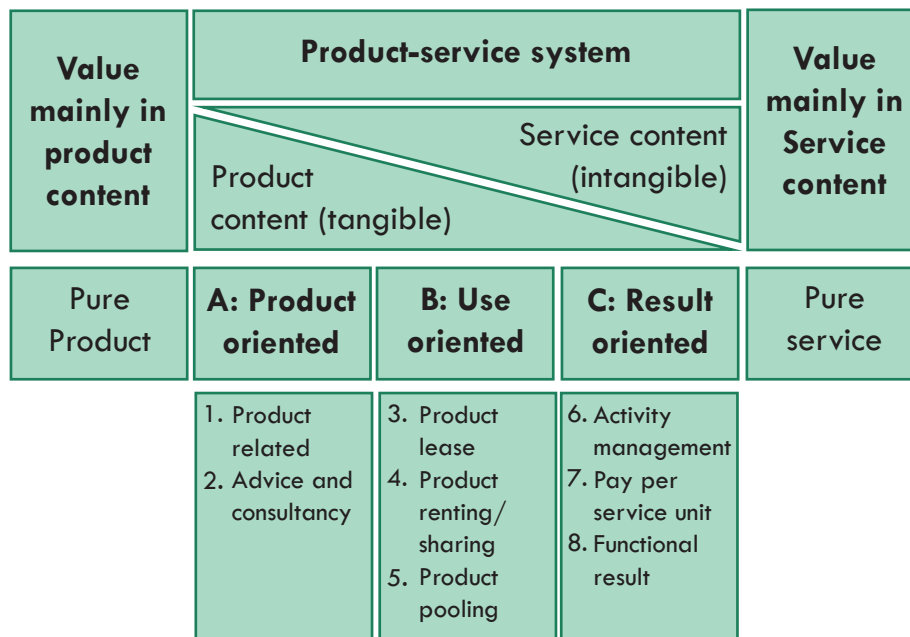 Value
mainly in
product
content
Product-service system
Product
content (tangible)
Service content
(intangible)
Value
mainly in
Service
content
Pure
Product
A: Product
oriented
B: Use
oriented
C: Result
oriented
Pure
service
1. Product
related
2. Advice and
consultancy
3. Product
lease
4. Product
renting/
sharing
5. Product
pooling
6. Activity
management
7. Pay per
service unit
8. Functional
result